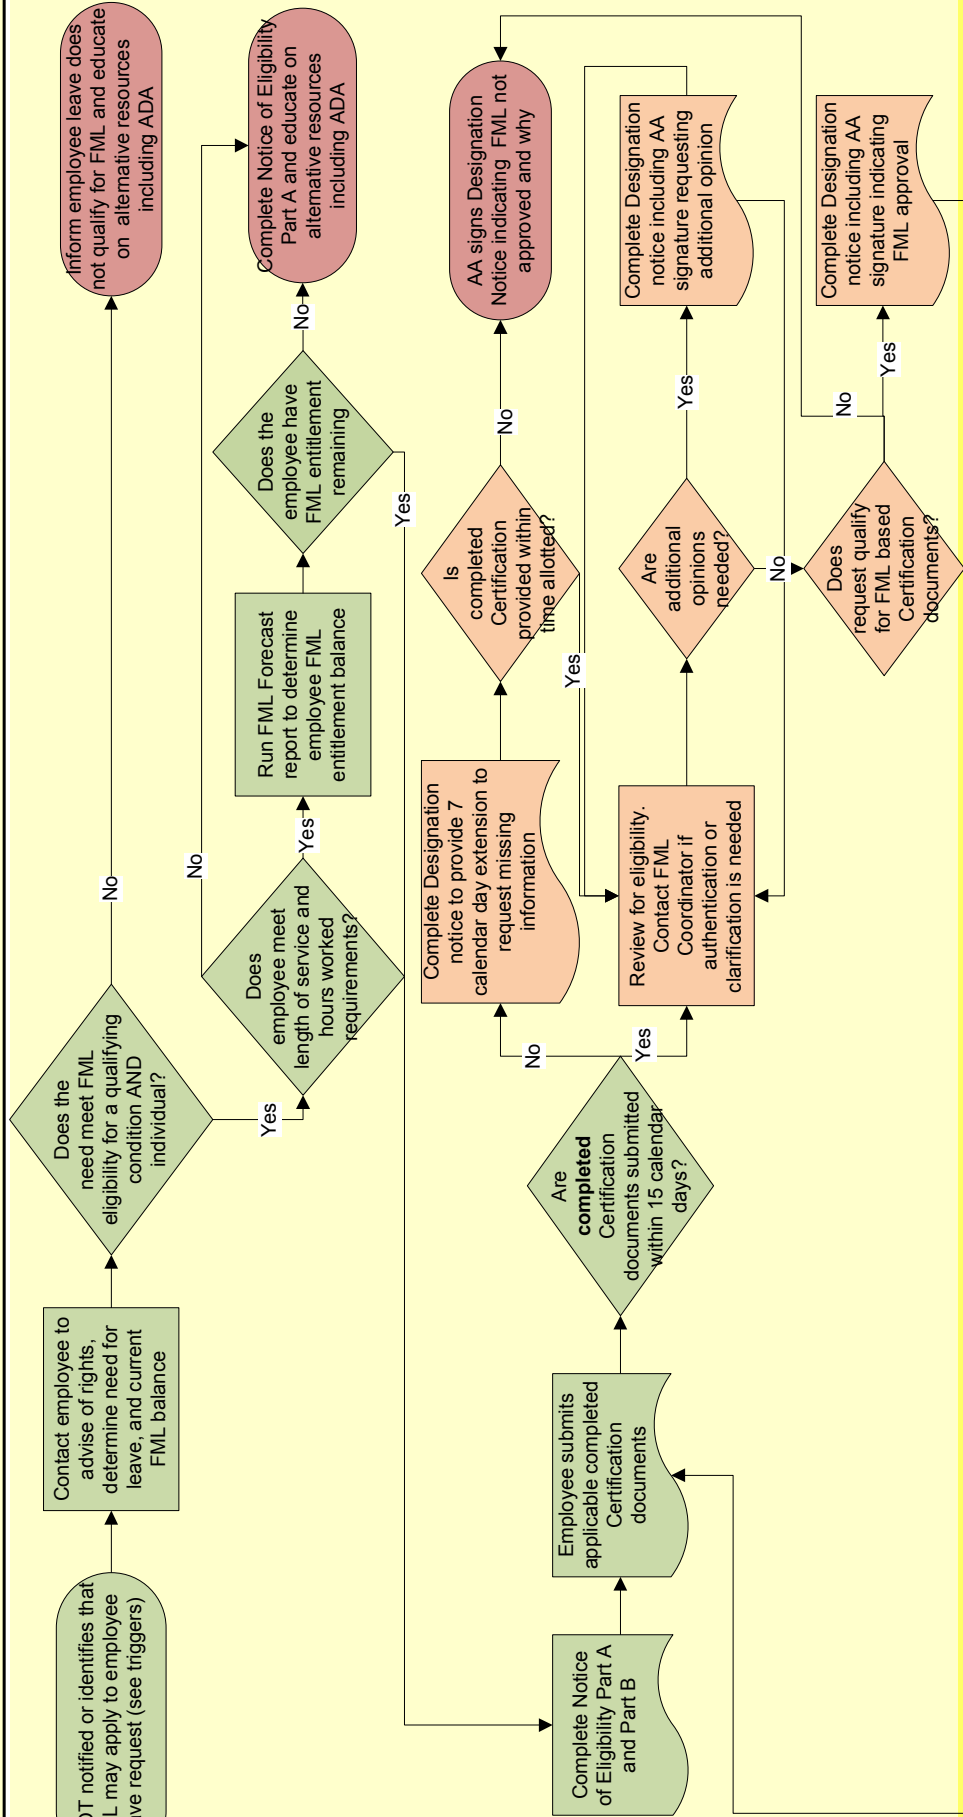 OT notified or identifies that
L may apply to employee
ve request (see triggers)
Contact employee to
advise of rights,
determine need for
leave, and current
FML balance
Does the
need meet FML
eligibility for a qualifying
condition AND
individual?
No
Inform employee leave does
not qualify for FML and educate
on alternative resources
including ADA
Yes
Does
employee meet
length of service and
hours worked
requirements?
No
Yes
Run FML Forecast
report to determine
employee FML
entitlement balance
Does the
employee have
FML entitlement
remaining
No
Complete Notice of Eligibility
Part A and educate on
alternative resources
including ADA
Yes
Complete Notice
of Eligibility Part A
and Part B
Employee submits
applicable completed
Certification
documents
Are
completed
Certification
documents submitted
within 15 calendar
days?
No
Yes
Complete Designation
notice to provide 7
calendar day extension to
request missing
information
Is
completed
Certification
provided within
time allotted?
No
AA signs Designation
Notice indicating FML not
approved and why
Yes
Review for eligibility.
Contact FML
Coordinator if
authentication or
clarification is needed
Are
additional
opinions
needed?
Yes
Complete Designation
notice including AA
signature requesting
additional opinion
No
Does
request qualify
for FML based
Certification
documents?
No
Yes
Complete Designation
notice including AA
signature indicating
FML approval